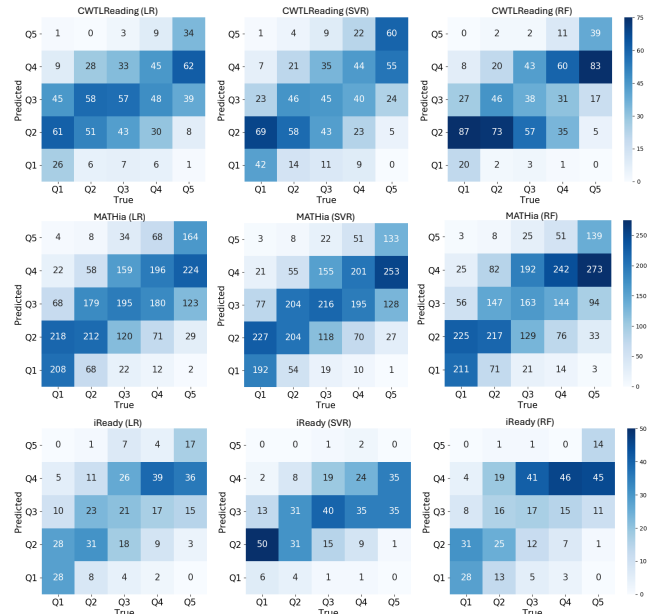 CWTLReading (LR) CWTLReading (SVR) CWTLReading (RF)
Q5 1 0 3 9 34 Q5 1 4 9 22 60 Q5 0 2 2 11 39 75
Q4 9 28 33 45 62 Q4 7 21 35 44 55 Q4 8 20 43 60 83 60
Predicted Q3 45 58 57 48 39 Predicted Q3 23 46 45 40 24 Predicted Q3 27 46 38 31 17 45
Q2 61 51 43 30 8 Q2 69 58 43 23 5 Q2 87 73 57 35 5 30
Q1 26 6 7 6 1 Q1 42 14 11 9 0 Q1 20 2 3 1 0 15
0
Q1 Q2 Q3 Q4 Q5 Q1 Q2 Q3 Q4 Q5 Q1 Q2 Q3 Q4 Q5
True True True
MATHia (LR) MATHia (SVR) MATHia (RF)
Q5 4 8 34 68 164 Q5 3 8 22 51 133 Q5 3 8 25 51 139 250
Q4 22 58 159 196 224 Q4 21 55 155 201 253 Q4 25 82 192 242 273 200
Predicted Q3 68 179 195 180 123 Predicted Q3 77 204 216 195 128 Predicted Q3 56 147 163 144 94 150
Q2 218 212 120 71 29 Q2 227 204 118 70 27 Q2 225 217 129 76 33 100
Q1 208 68 22 12 2 Q1 192 54 19 10 1 Q1 211 71 21 14 3 50
0
Q1 Q2 Q3 Q4 Q5 Q1 Q2 Q3 Q4 Q5 Q1 Q2 Q3 Q4 Q5
True True True
iReady (LR) iReady (SVR) iReady (RF)
Q5 0 1 7 4 17 Q5 0 0 1 2 0 Q5 0 1 1 0 14 50
Q4 5 11 26 39 36 Q4 2 8 19 24 35 Q4 4 19 41 46 45 40
Predicted Q3 10 23 21 17 15 Predicted Q3 13 31 40 35 35 Predicted Q3 8 16 17 15 11 30
Q2 28 31 18 9 3 Q2 50 31 15 9 1 Q2 31 25 12 7 1 20
Q1 28 8 4 2 0 Q1 6 4 1 1 0 Q1 28 13 5 3 0 10
0
Q1 Q2 Q3 Q4 Q5 Q1 Q2 Q3 Q4 Q5 Q1 Q2 Q3 Q4 Q5
True True True